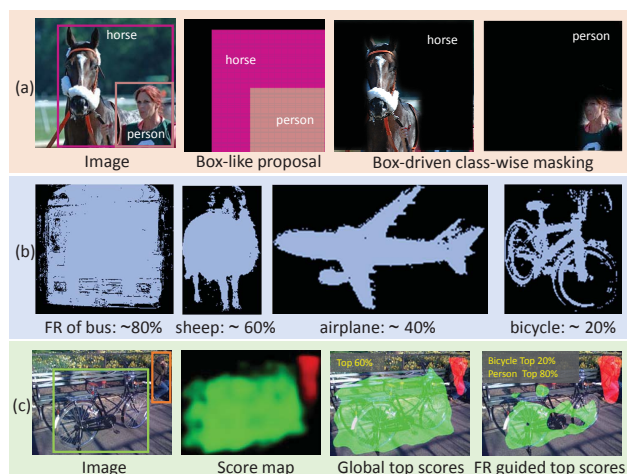 (a)
horse
person
horse
person
horse
person
Image
Box-like proposal
Box-driven class-wise masking
(b)
FR of bus: ~80%
sheep: ~ 60%
airplane: ~ 40%
bicycle: ~ 20%
(c)
Top 60%
Bicycle Top 20%
Person Top 80%
Image
Score map
Global top scores
FR guided top scores